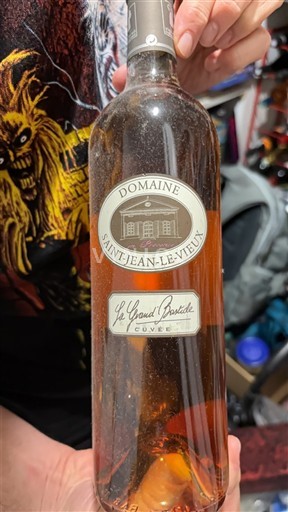 DOMAINE
SAINT-JEAN-LE-VIEUX
La Grand'Bastide
CUVÉE